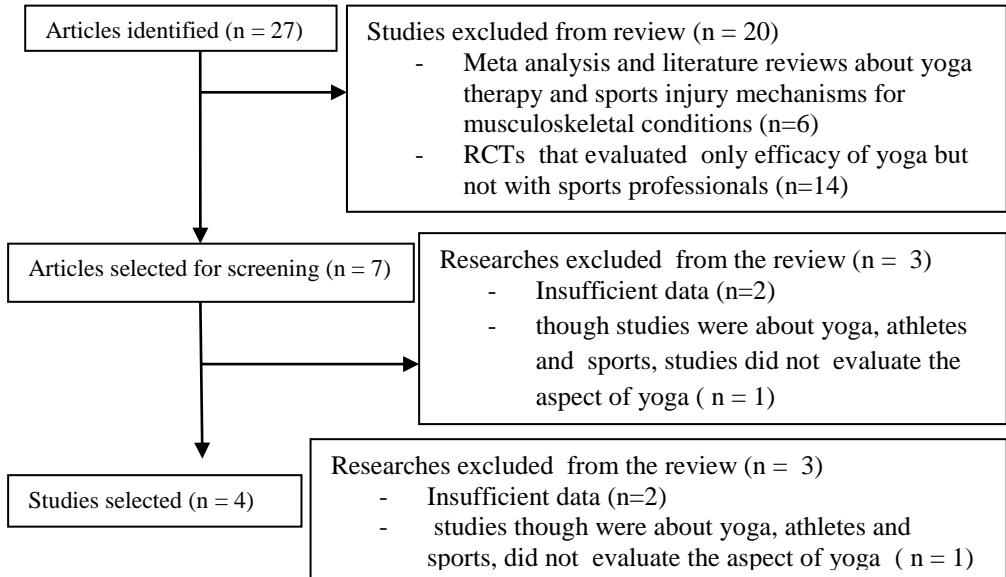 Articles identified (n = 27)
Studies excluded from review (n = 20)
- Meta analysis and literature reviews about yoga
therapy and sports injury mechanisms for
musculoskeletal conditions (n=6)
- RCTs that evaluated only efficacy of yoga but
not with sports professionals (n=14)
Articles selected for screening (n = 7)
Researches excluded from the review (n = 3)
- Insufficient data (n=2)
- though studies were about yoga, athletes
and sports, studies did not evaluate the
aspect of yoga ( n = 1)
Studies selected (n = 4)
Researches excluded from the review (n = 3)
- Insufficient data (n=2)
- studies though were about yoga, athletes and
sports, did not evaluate the aspect of yoga ( n = 1)